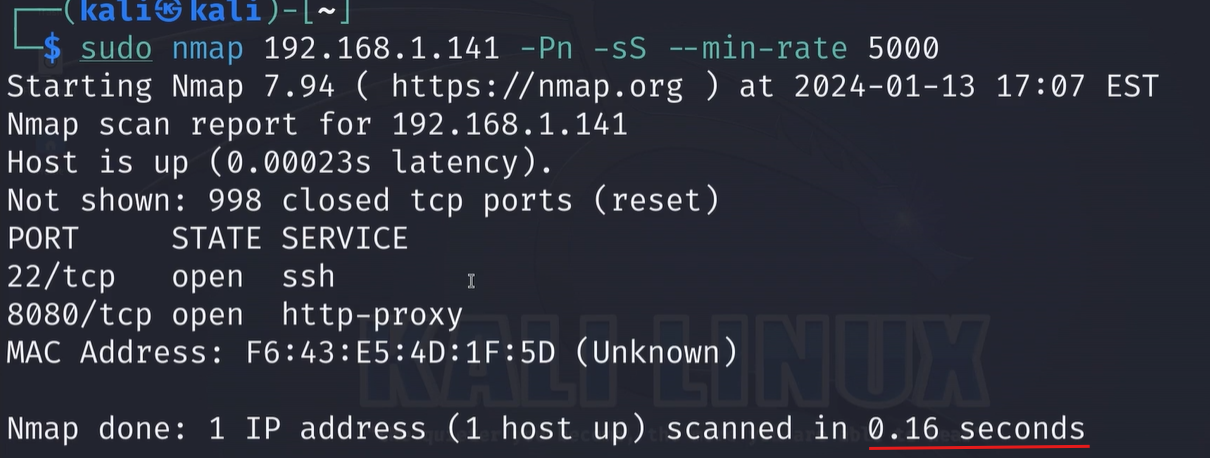 ┌──(kali㉿kali)-[~]
└─$ sudo nmap 192.168.1.141 -Pn -sS --min-rate 5000
Starting Nmap 7.94 ( https://nmap.org ) at 2024-01-13 17:07 EST
Nmap scan report for 192.168.1.141
Host is up (0.00023s latency).
Not shown: 998 closed tcp ports (reset)
PORT     STATE SERVICE
22/tcp   open  ssh
8080/tcp open  http-proxy
MAC Address: F6:43:E5:4D:1F:5D (Unknown)
KALI LINUX
Nmap done: 1 IP address (1 host up) scanned in 0.16 seconds